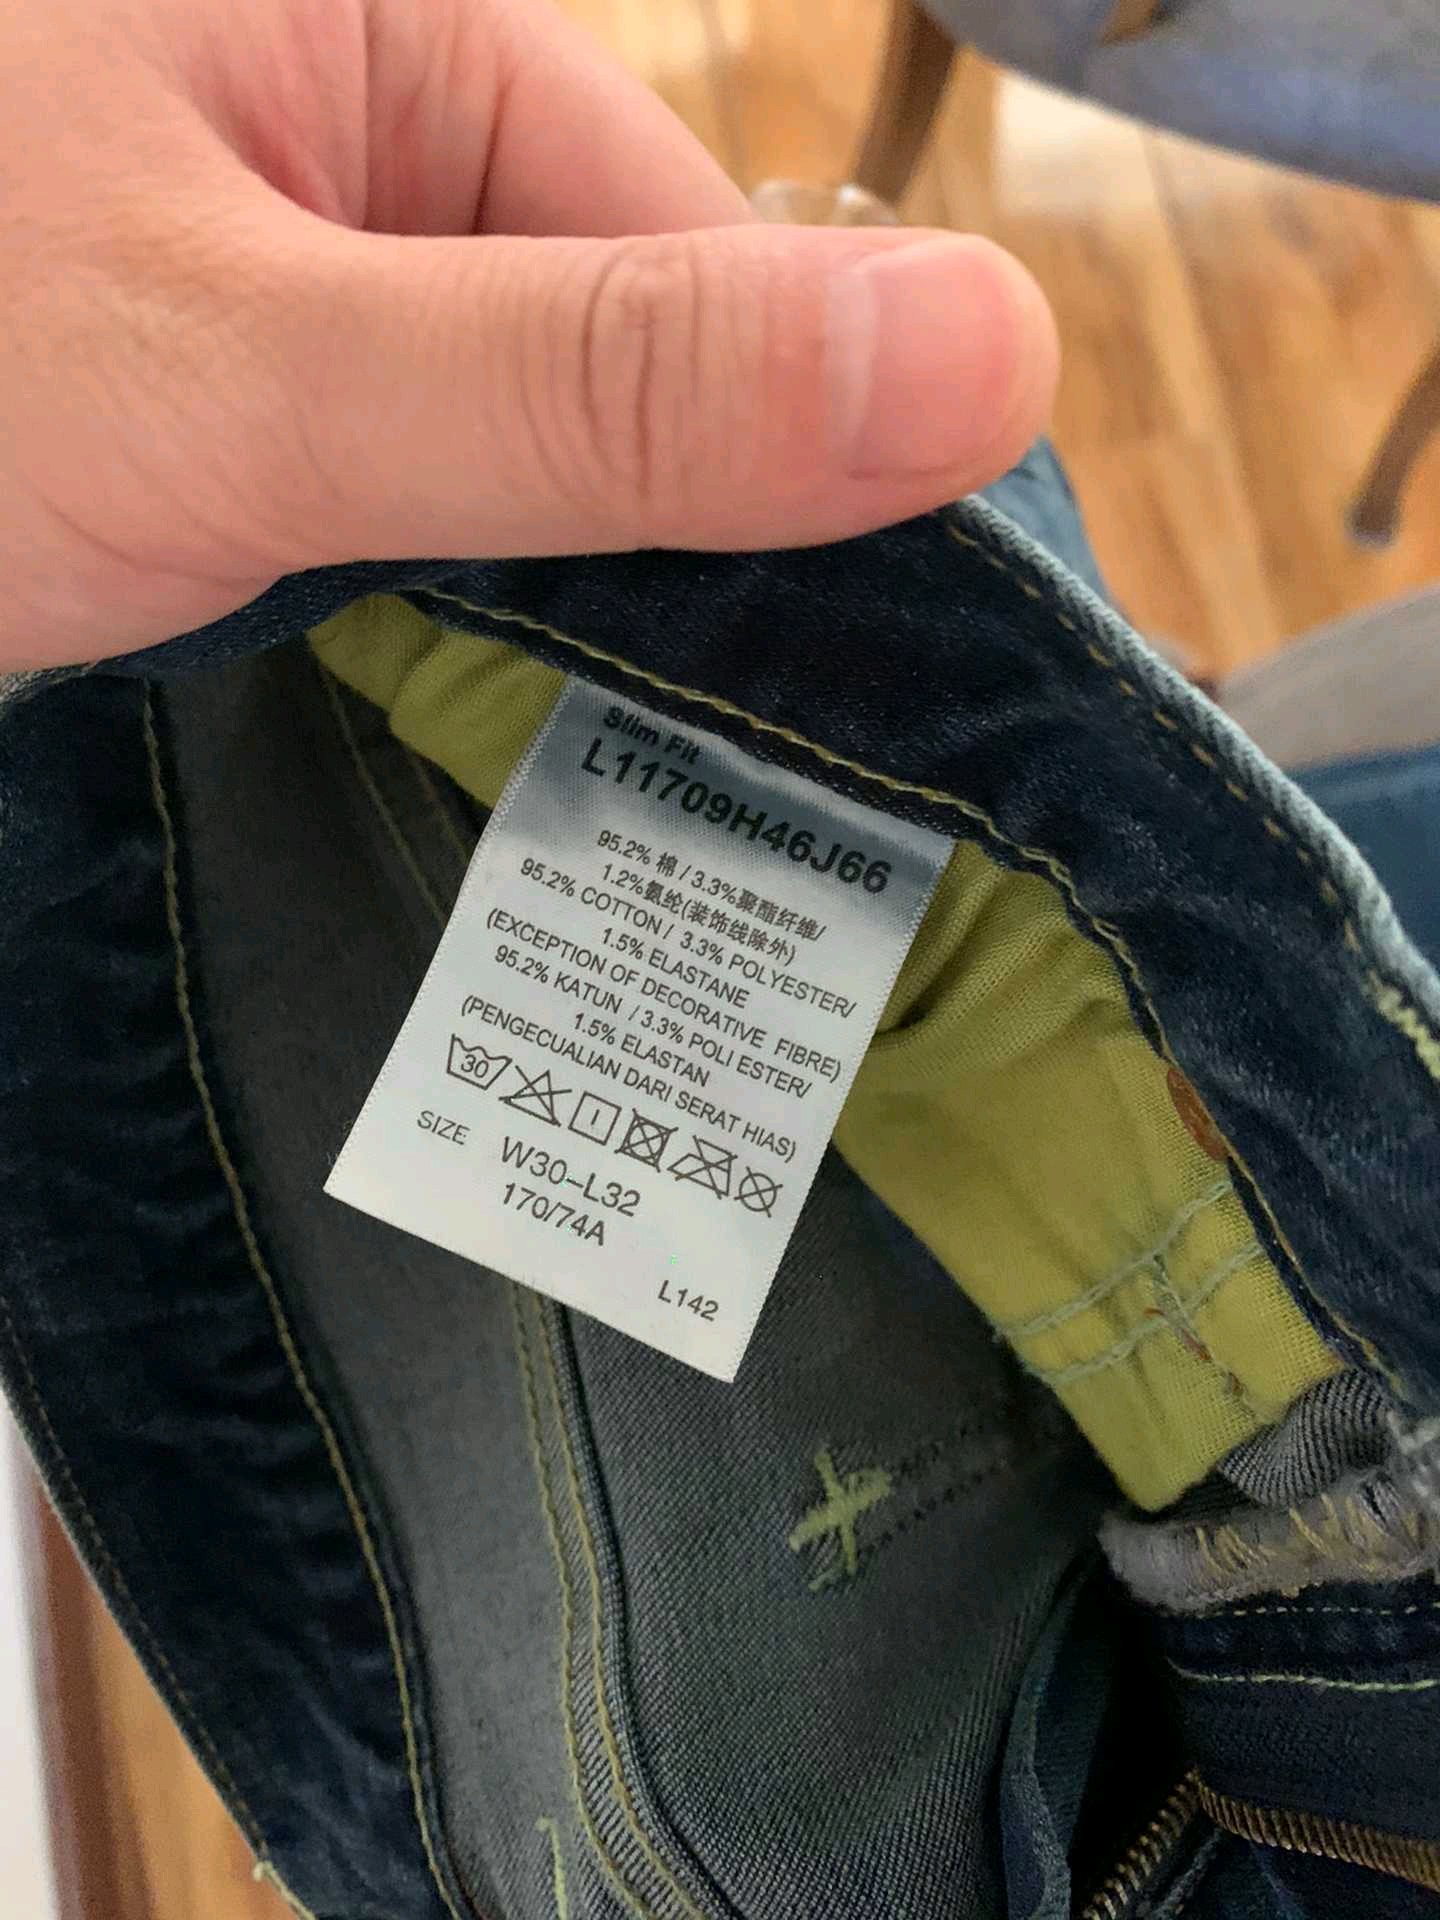 Slim Fit
L11709H46J66
95.2% 棉 / 3.3%聚酯纤维/
1.2%氨纶(装饰线除外)
95.2% COTTON / 3.3% POLYESTER/
1.5% ELASTANE
(EXCEPTION OF DECORATIVE FIBRE)
95.2% KATUN / 3.3% POLI ESTER/
1.5% ELASTAN
(PENGECUALIAN DARI SERAT HIAS)
30
SIZE W30-L32
170/74A
L142